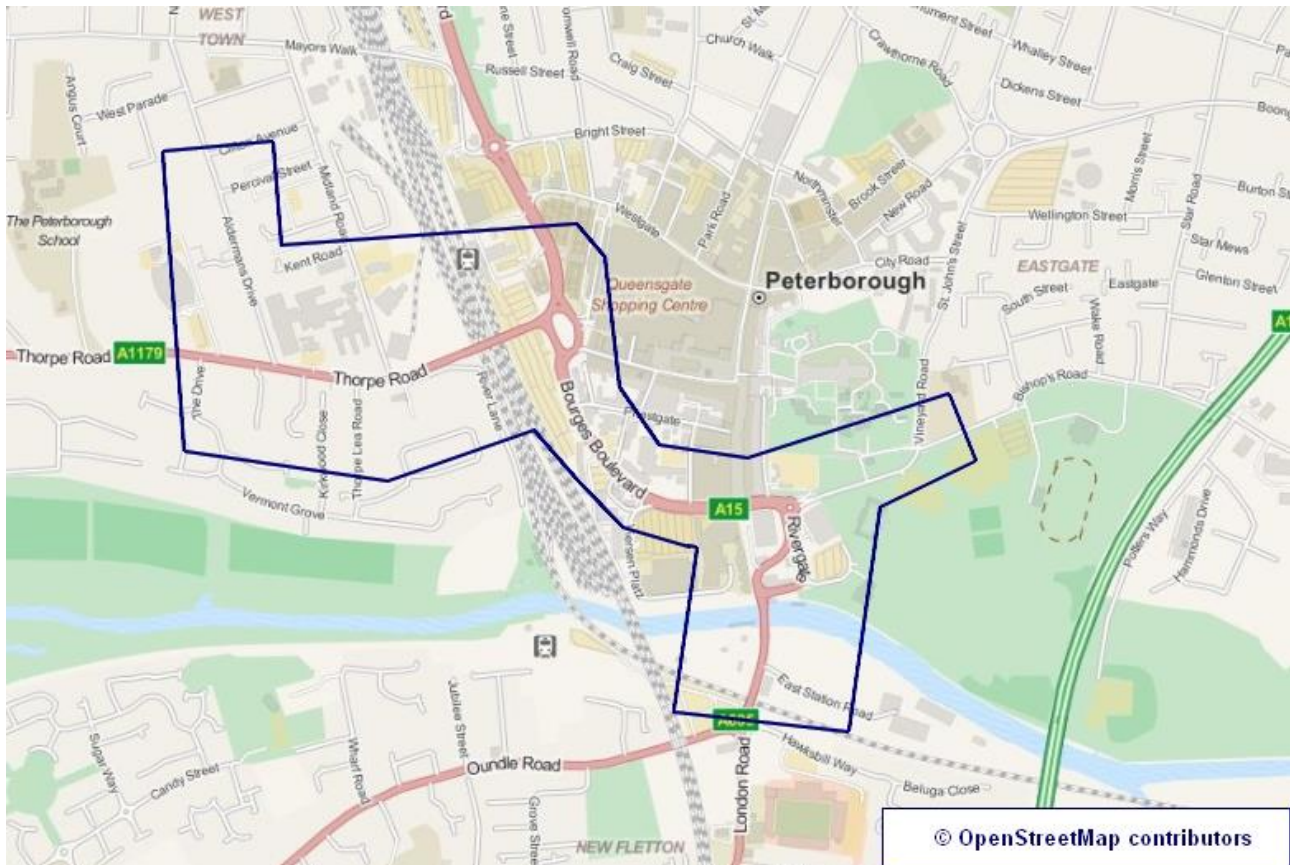 WEST
TOWN
Mayors Walk
Russell Street
Craig Street
Church Walk
Crawthorne Road
Whalley Street
Dickens Street
Angus Court
West Parade
Bright Street
Percival Street
Midland Road
Westgate
Park Road
Northminster
Brook Street
New Road
Morris Street
Star Road
Burton St
Wellington Street
Star Mews
The Peterborough
School
Aldermans Drive
Kent Road
City Road
St. John's Street
EASTGATE
Eastgate
Glenton Street
South Street
Wake Road
Peterborough
Queensgate
Shopping Centre
Thorpe Road
A1179
Thorpe Road
The Drive
River Lane
Bourges Boulevard
Priestgate
Vineyard Road
Bishop's Road
Kirkwood Close
Thorpe Lea Road
Vermont Grove
A15
Rivergate
Potters Way
Hammonds Drive
East Station Road
A605
Hawksbill Way
Beluga Close
Jubilee Street
Oundle Road
London Road
Sugar Way
Candy Street
Wharf Road
Grove Street
NEW FLETTON
© OpenStreetMap contributors